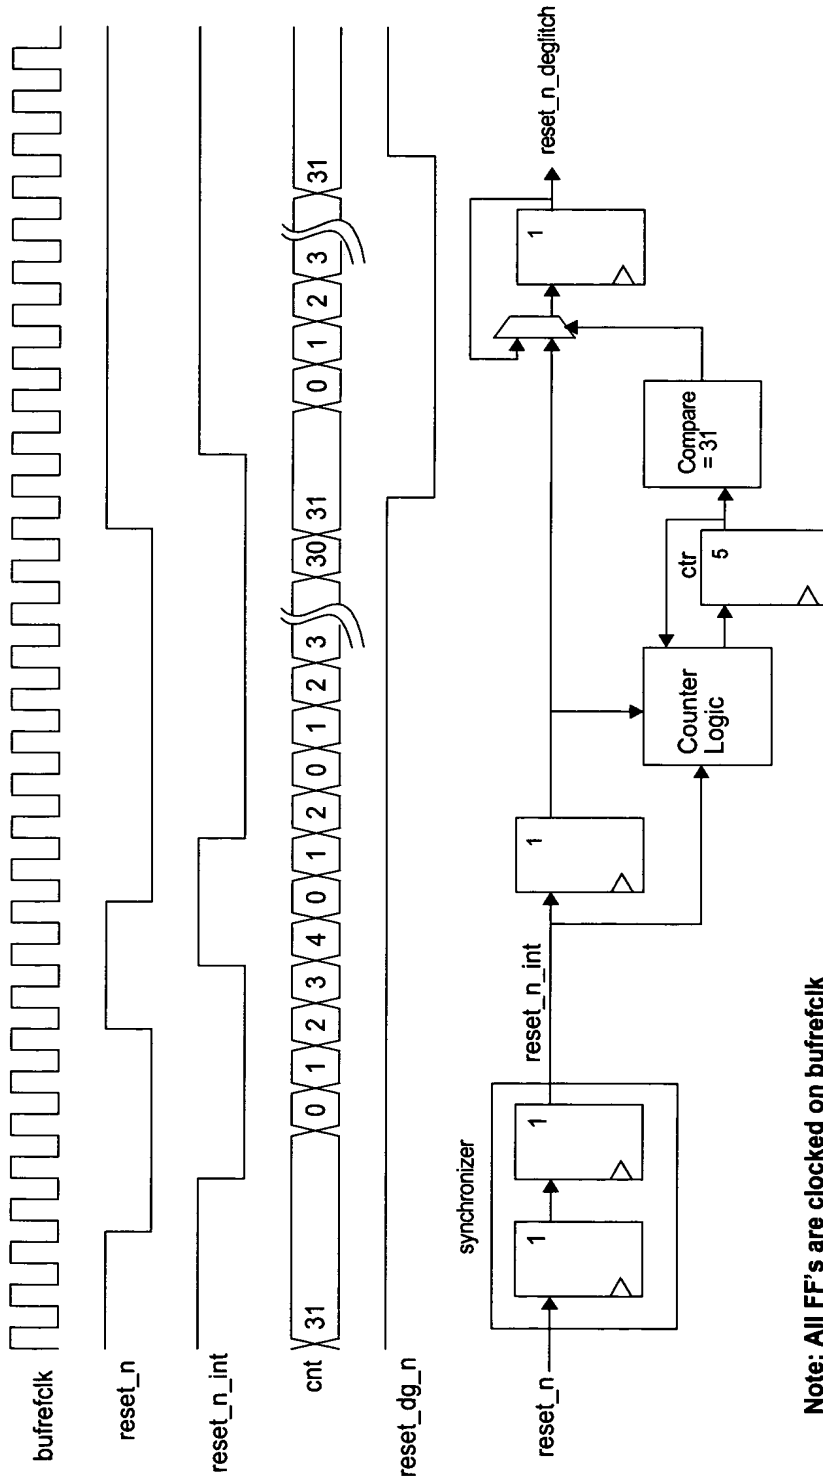 bufrefclk
reset_n
reset_n_int
cnt 31 0 1 2 3 4 0 1 2 0 1 2 3 30 31 0 1 2 3 31
reset_dg_n
synchronizer
reset_n
1
1
reset_n_int
1
Counter
Logic
ctr
5
Compare
= 31
1
reset_n_deglitch
Note: All FF's are clocked on bufrefclk